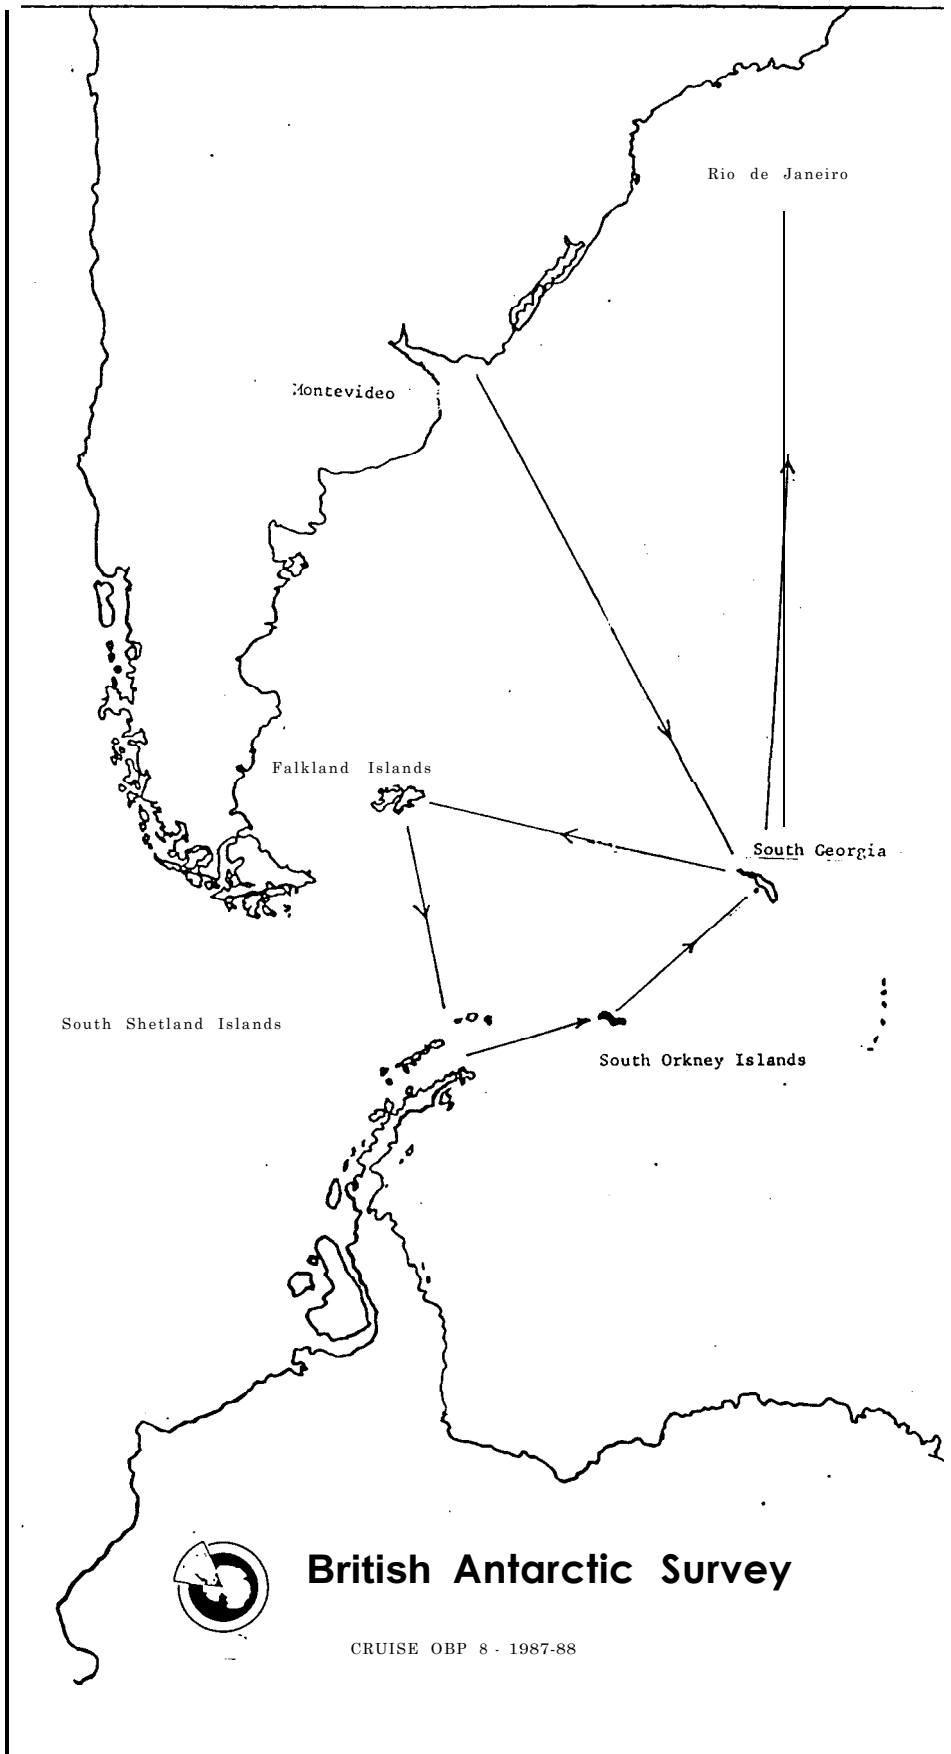 Rio de Janeiro
Montevideo
Falkland Islands
South Georgia
South Shetland Islands
South Orkney Islands
British Antarctic Survey
CRUISE OBP 8 - 1987-88